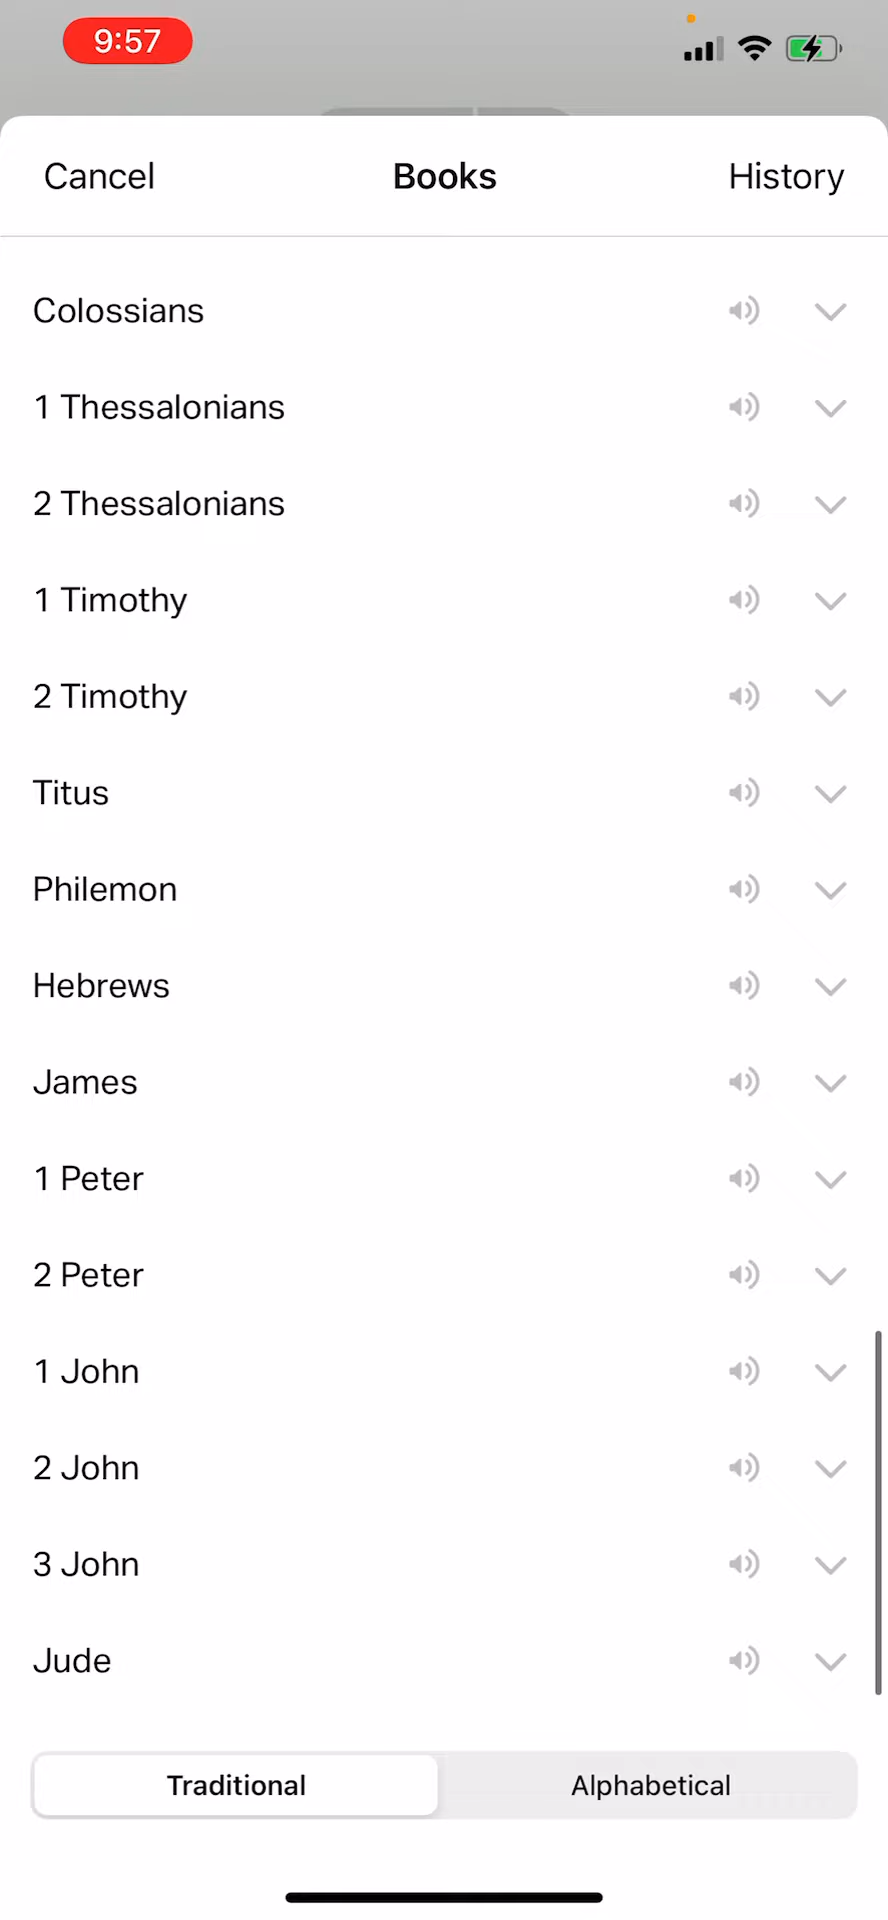 9:57
Cancel Books History
Colossians
1 Thessalonians
2 Thessalonians
1 Timothy
2 Timothy
Titus
Philemon
Hebrews
James
1 Peter
2 Peter
1 John
2 John
3 John
Jude
Traditional Alphabetical